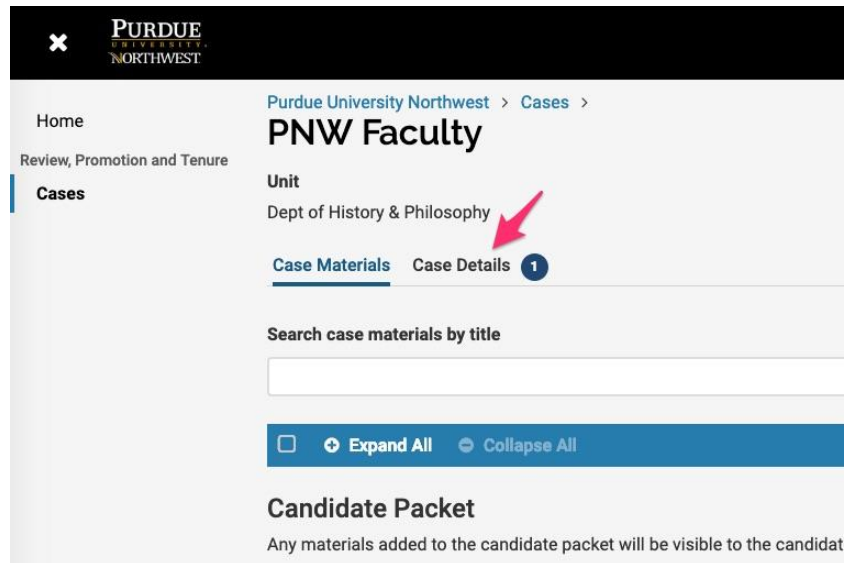 PURDUE
UNIVERSITY.
NORTHWEST
Home
Review, Promotion and Tenure
Cases
Purdue University Northwest > Cases >
PNW Faculty
Unit
Dept of History & Philosophy
Case Materials Case Details 1
Search case materials by title
Expand All Collapse All
Candidate Packet
Any materials added to the candidate packet will be visible to the candidat